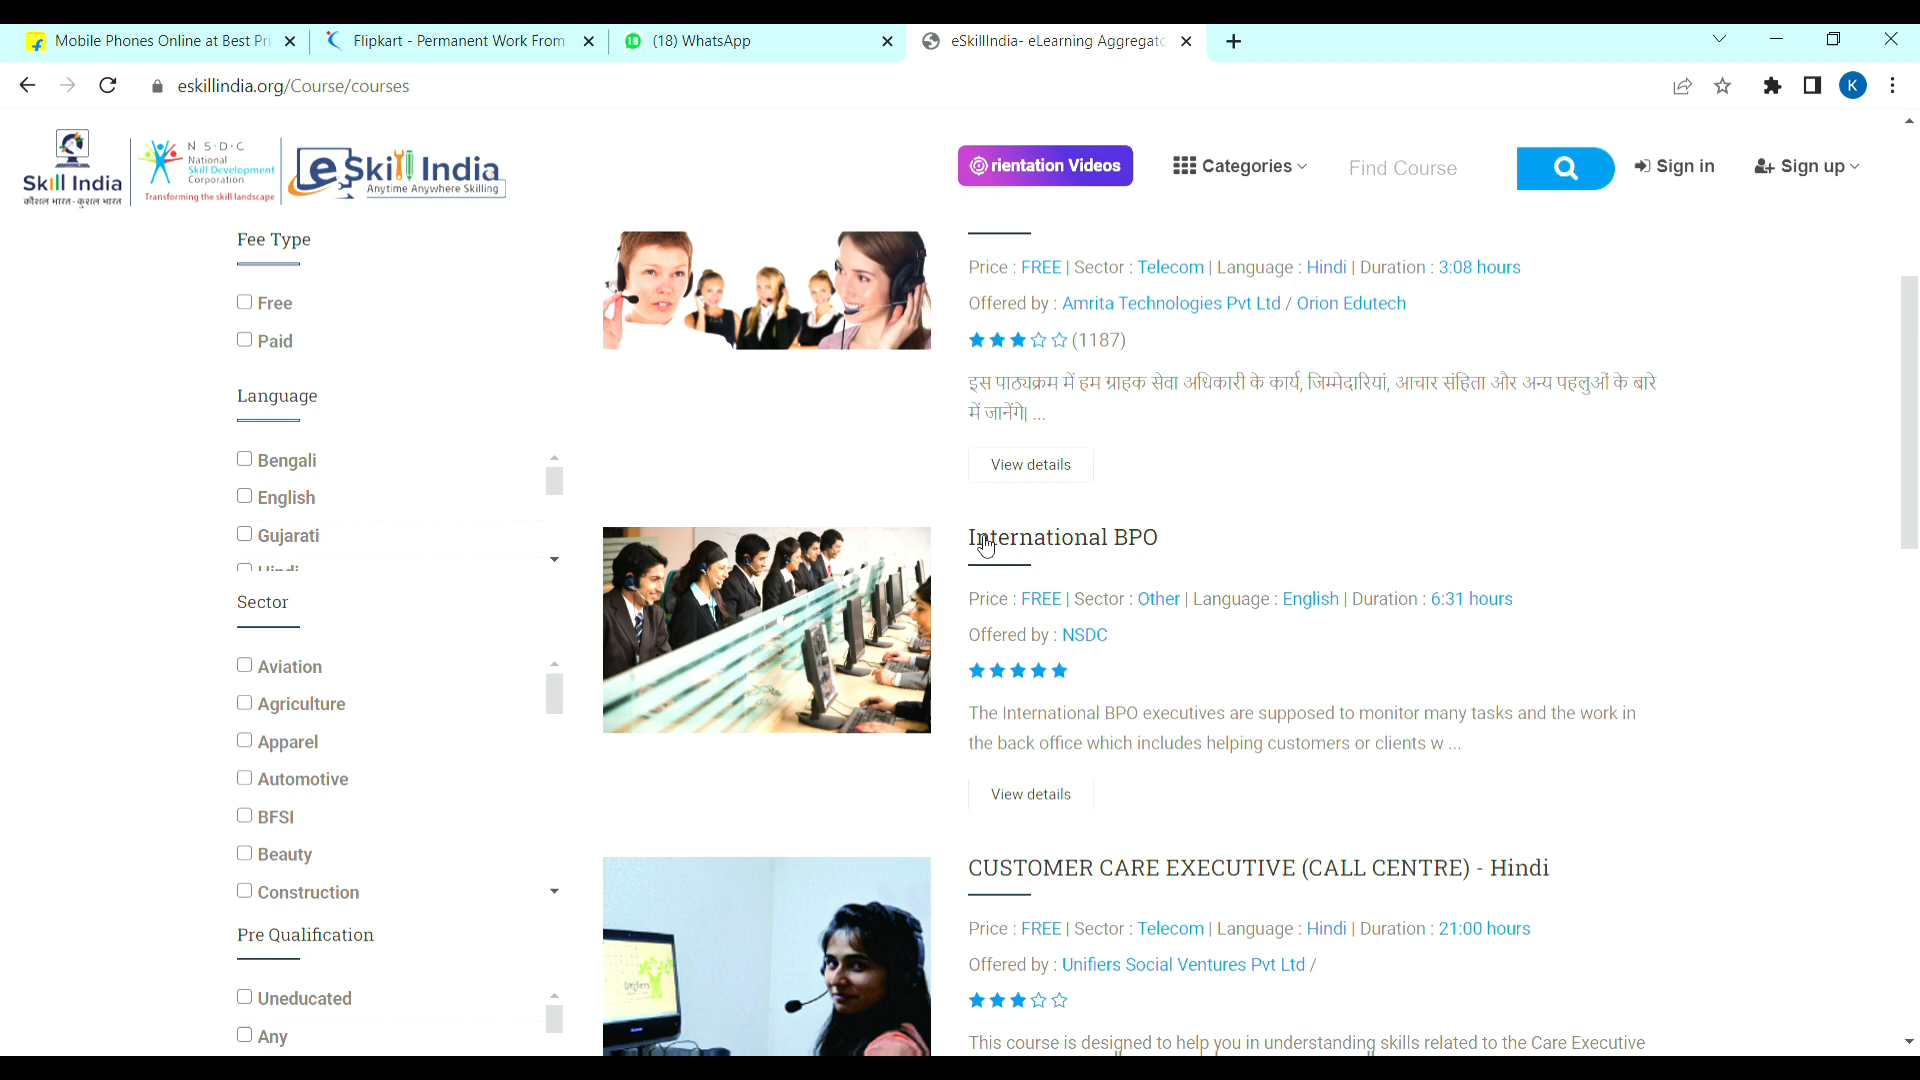 Mobile Phones Online at Best Pri
Flipkart - Permanent Work From
(18) WhatsApp
eSkillIndia- eLearning Aggregato
eskillindia.org/Course/courses
K
Skill India
कौशल भारत - कुशल भारत
N S D C
National
Skill Development
Corporation
Transforming the skill landscape
eSkill India
Anytime Anywhere Skilling
rientation Videos
Categories
Find Course
Sign in
Sign up
Fee Type
Free
Paid
Language
Bengali
English
Gujarati
Hindi
Sector
Aviation
Agriculture
Apparel
Automotive
BFSI
Beauty
Construction
Pre Qualification
Uneducated
Any
Price : FREE | Sector : Telecom | Language : Hindi | Duration : 3:08 hours
Offered by : Amrita Technologies Pvt Ltd / Orion Edutech
(1187)
इस पाठ्यक्रम में हम ग्राहक सेवा अधिकारी के कार्य, जिम्मेदारियां, आचार संहिता और अन्य पहलुओं के बारे
में जानेंगे| ...
View details
International BPO
Price : FREE | Sector : Other | Language : English | Duration : 6:31 hours
Offered by : NSDC
The International BPO executives are supposed to monitor many tasks and the work in
the back office which includes helping customers or clients w ...
View details
CUSTOMER CARE EXECUTIVE (CALL CENTRE) - Hindi
Price : FREE | Sector : Telecom | Language : Hindi | Duration : 21:00 hours
Offered by : Unifiers Social Ventures Pvt Ltd /
This course is designed to help you in understanding skills related to the Care Executive